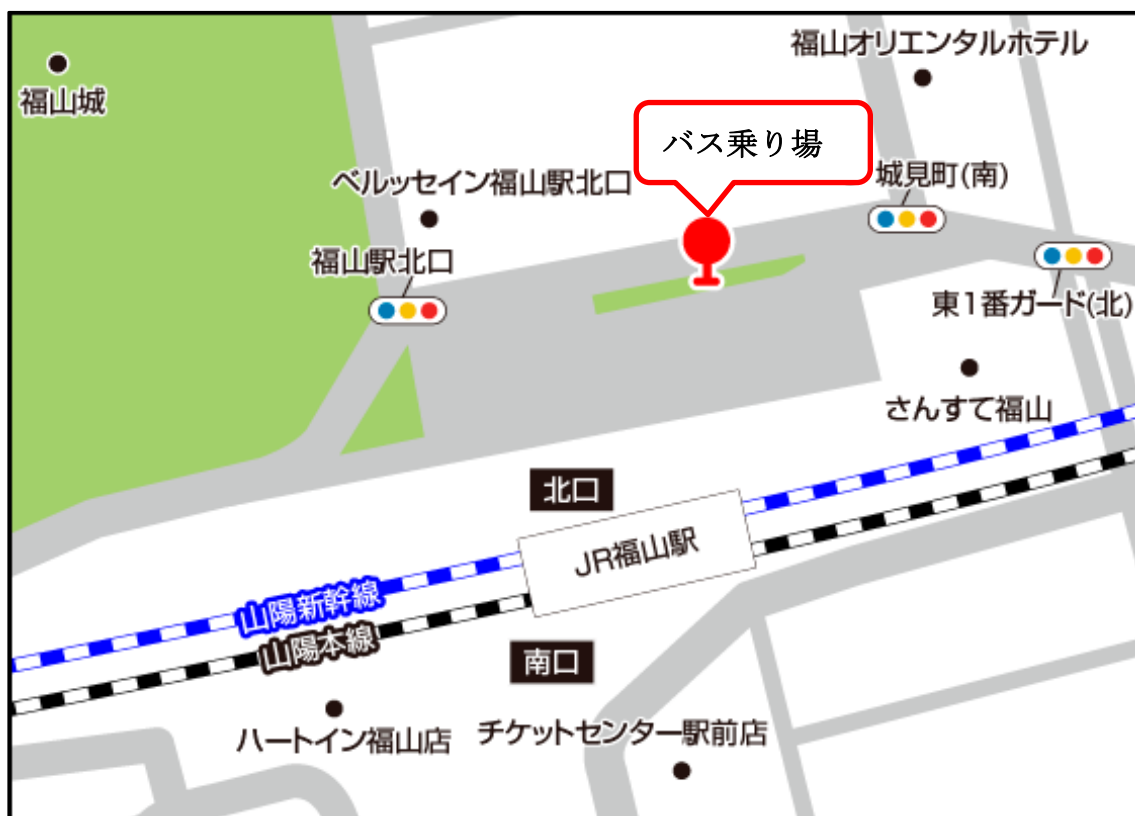 福山オリエンタルホテル
福山城
バス乗り場
城見町(南)
ベルッセイン福山駅北口
福山駅北口
東1番ガード(北)
さんすて福山
北口
JR福山駅
山陽新幹線
山陽本線
南口
ハートイン福山店
チケットセンター駅前店